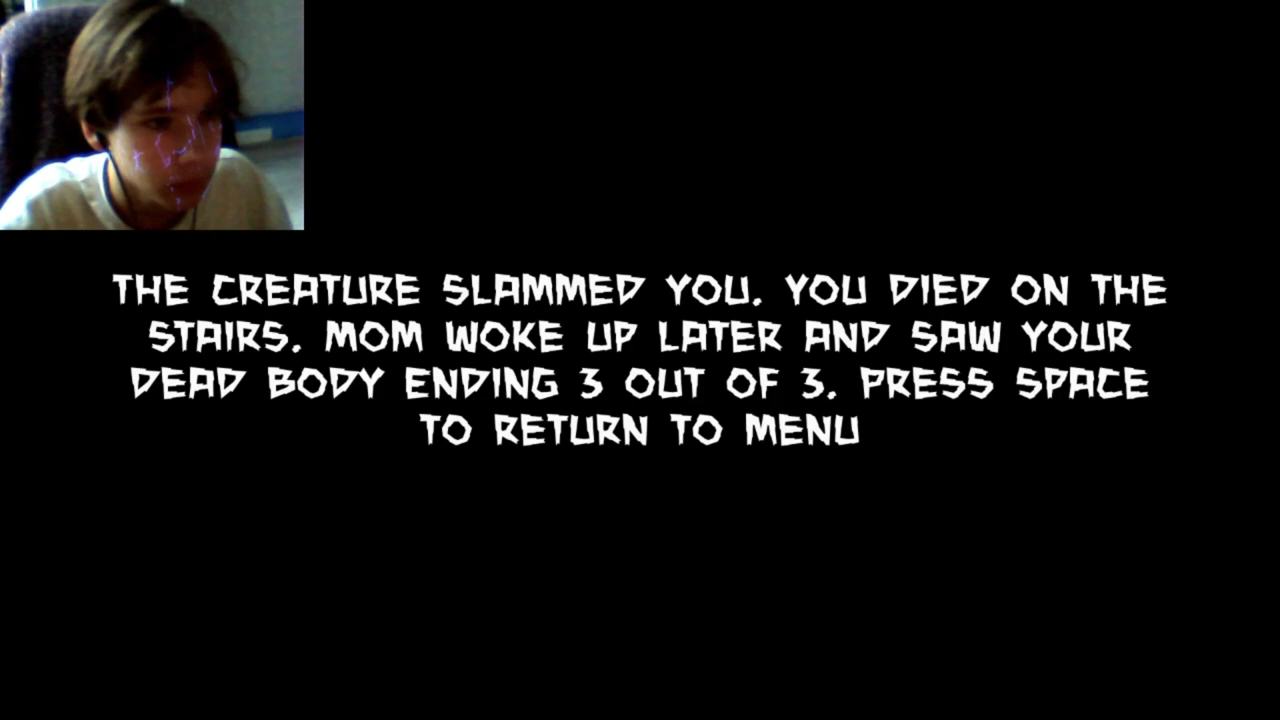 THE CREATURE SLAMMED YOU. YOU DIED ON THE
STAIRS. MOM WOKE UP LATER AND SAW YOUR
DEAD BODY ENDING 3 OUT OF 3. PRESS SPACE
TO RETURN TO MENU